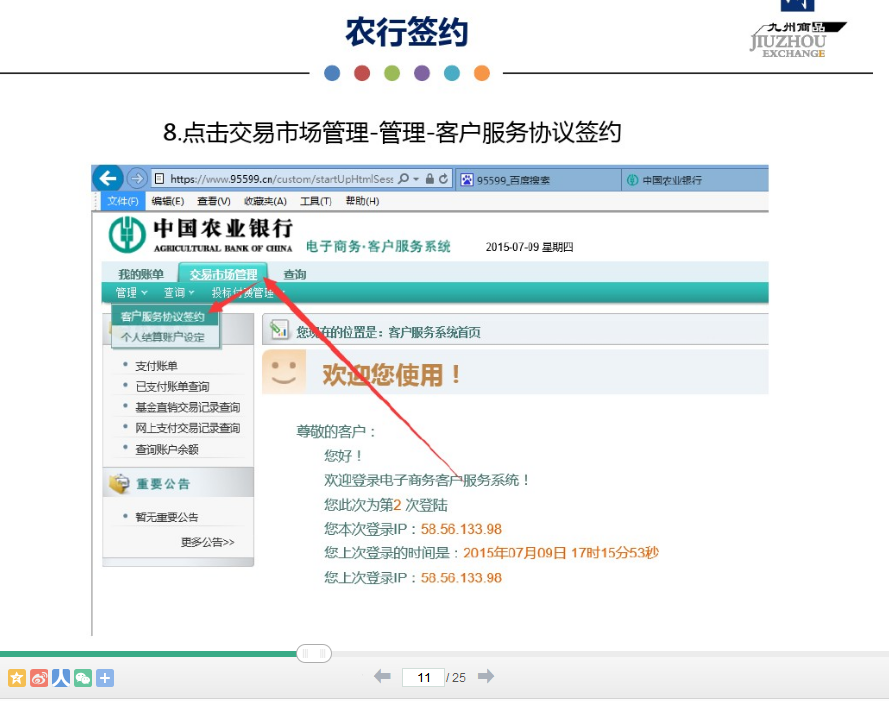 农行签约
九州商品
JIUZHOU
EXCHANGE
8.点击交易市场管理-管理-客户服务协议签约
https://www.95599.cn/custom/startUpHtmlSess
95599_百度搜索
中国农业银行
文件(F) 编辑(E) 查看(V) 收藏夹(A) 工具(T) 帮助(H)
中国农业银行
AGRICULTURAL BANK OF CHINA
电子商务·客户服务系统
2015-07-09 星期四
我的账单 交易市场管理 查询
管理 查询 投标付费管理
客户服务协议签约
个人结算账户设定
您现在的位置是：客户服务系统首页
支付账单
已支付账单查询
基金直销交易记录查询
网上支付交易记录查询
查询账户余额
重要公告
暂无重要公告
更多公告>>
欢迎您使用！
尊敬的客户：
您好！
欢迎登录电子商务客户服务系统！
您此次为第2 次登陆
您本次登录IP：58.56.133.98
您上次登录的时间是：2015年07月09日 17时15分53秒
您上次登录IP：58.56.133.98
11 / 25